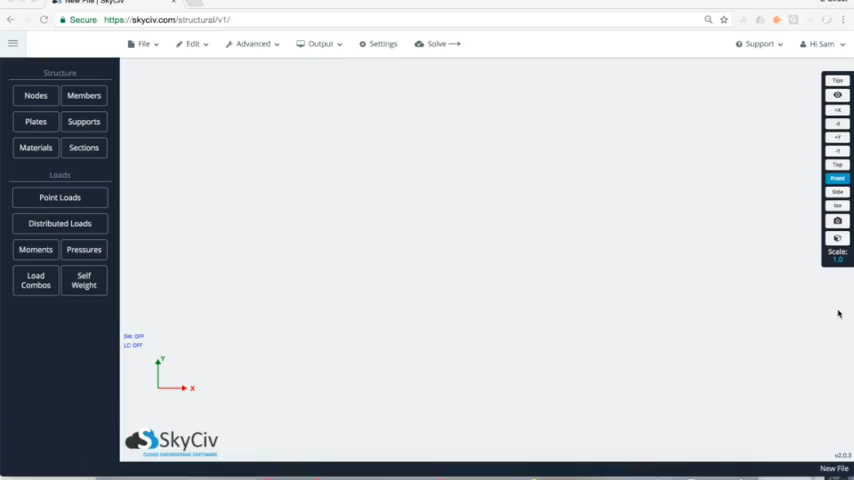 New File | SkyCiv
Secure https://skyciv.com/structural/v1/
File Edit Advanced Output Settings Solve Support Hi Sam
Structure
Nodes Members
Plates Supports
Materials Sections
Loads
Point Loads
Distributed Loads
Moments Pressures
Load Combos Self Weight
Tips
+X
-X
+Y
-Y
Top
Front
Side
Iso
Scale:
1.0
SW: OFF
LC: OFF
Y
X
SkyCiv
CLOUD ENGINEERING SOFTWARE
v2.0.3
New File